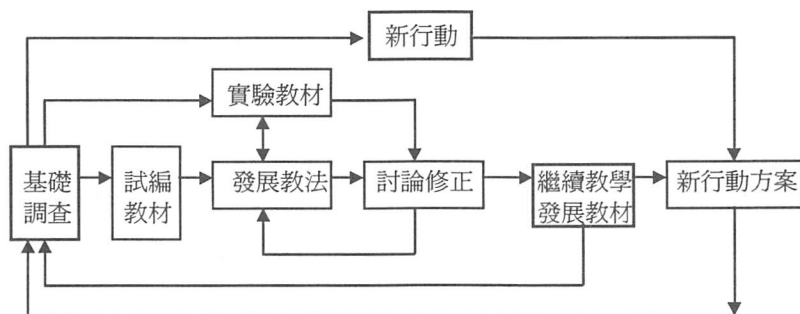 新行動
實驗教材
基礎
調查
試編
教材
發展教法
討論修正
繼續教學
發展教材
新行動方案